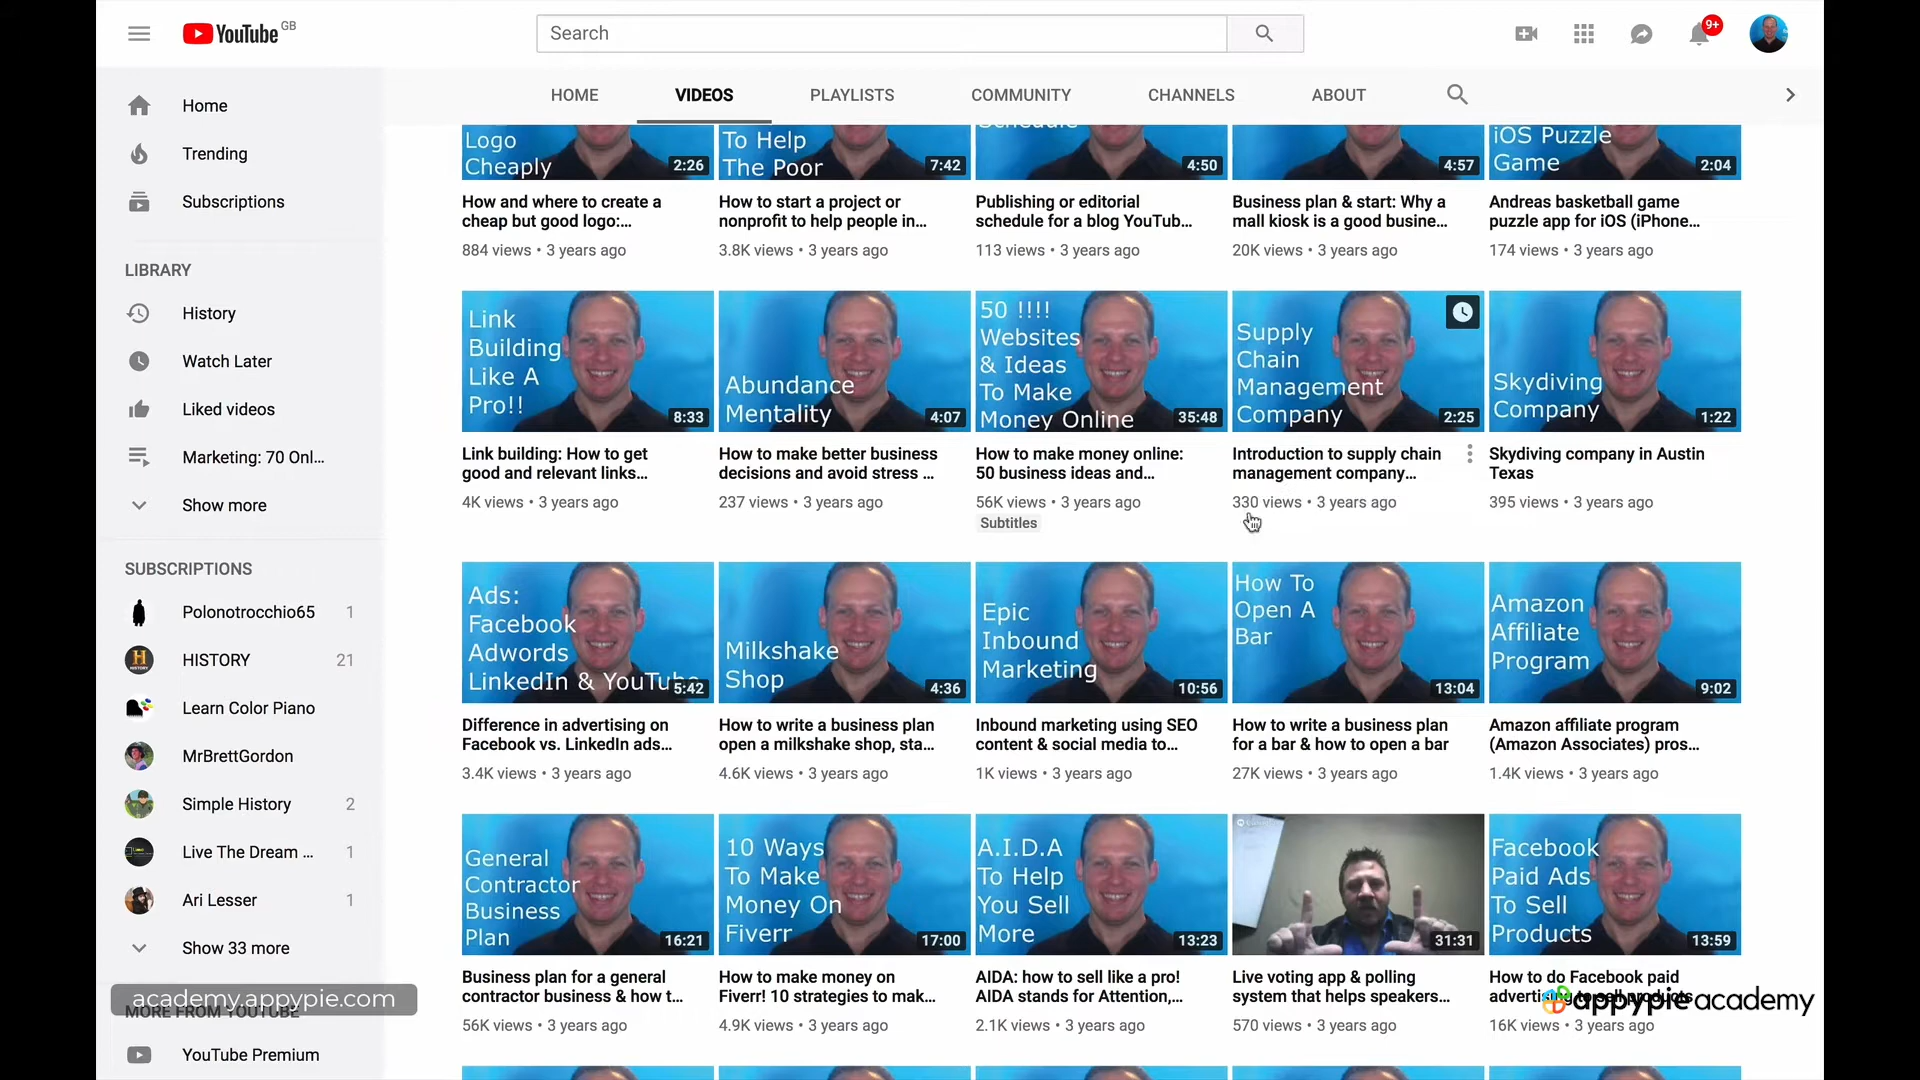 YouTube GB
Search
9+
HOME VIDEOS PLAYLISTS COMMUNITY CHANNELS ABOUT
Home
Trending
Subscriptions
LIBRARY
History
Watch Later
Liked videos
Marketing: 70 Onl...
Show more
SUBSCRIPTIONS
Polonotrocchio65 1
HISTORY 21
Learn Color Piano
MrBrettGordon
Simple History 2
Live The Dream ... 1
Ari Lesser 1
Show 33 more
academy.appypie.com
MORE FROM YOUTUBE
YouTube Premium
Logo
Cheaply
2:26
How and where to create a
cheap but good logo:...
884 views • 3 years ago
To Help
The Poor
7:42
How to start a project or
nonprofit to help people in...
3.8K views • 3 years ago
Schedule
4:50
Publishing or editorial
schedule for a blog YouTub...
113 views • 3 years ago
4:57
Business plan & start: Why a
mall kiosk is a good busine...
20K views • 3 years ago
iOS Puzzle
Game
2:04
Andreas basketball game
puzzle app for iOS (iPhone...
174 views • 3 years ago
Link
Building
Like A
Pro!!
8:33
Link building: How to get
good and relevant links...
4K views • 3 years ago
Abundance
Mentality
4:07
How to make better business
decisions and avoid stress ...
237 views • 3 years ago
50 !!!!
Websites
& Ideas
To Make
Money Online
35:48
How to make money online:
50 business ideas and...
56K views • 3 years ago
Subtitles
Supply
Chain
Management
Company
2:25
Introduction to supply chain
management company...
330 views • 3 years ago
Skydiving
Company
1:22
Skydiving company in Austin
Texas
395 views • 3 years ago
Ads:
Facebook
Adwords
LinkedIn & YouTube
5:42
Difference in advertising on
Facebook vs. LinkedIn ads...
3.4K views • 3 years ago
Milkshake
Shop
4:36
How to write a business plan
open a milkshake shop, sta...
4.6K views • 3 years ago
Epic
Inbound
Marketing
10:56
Inbound marketing using SEO
content & social media to...
1K views • 3 years ago
How To
Open A
Bar
13:04
How to write a business plan
for a bar & how to open a bar
27K views • 3 years ago
Amazon
Affiliate
Program
9:02
Amazon affiliate program
(Amazon Associates) pros...
1.4K views • 3 years ago
General
Contractor
Business
Plan
16:21
Business plan for a general
contractor business & how t...
56K views • 3 years ago
10 Ways
To Make
Money On
Fiverr
17:00
How to make money on
Fiverr! 10 strategies to mak...
4.9K views • 3 years ago
A.I.D.A
To Help
You Sell
More
13:23
AIDA: how to sell like a pro!
AIDA stands for Attention,...
2.1K views • 3 years ago
31:31
Live voting app & polling
system that helps speakers...
570 views • 3 years ago
Facebook
Paid Ads
To Sell
Products
13:59
How to do Facebook paid
advertising to sell products
16K views • 3 years ago
appypie academy